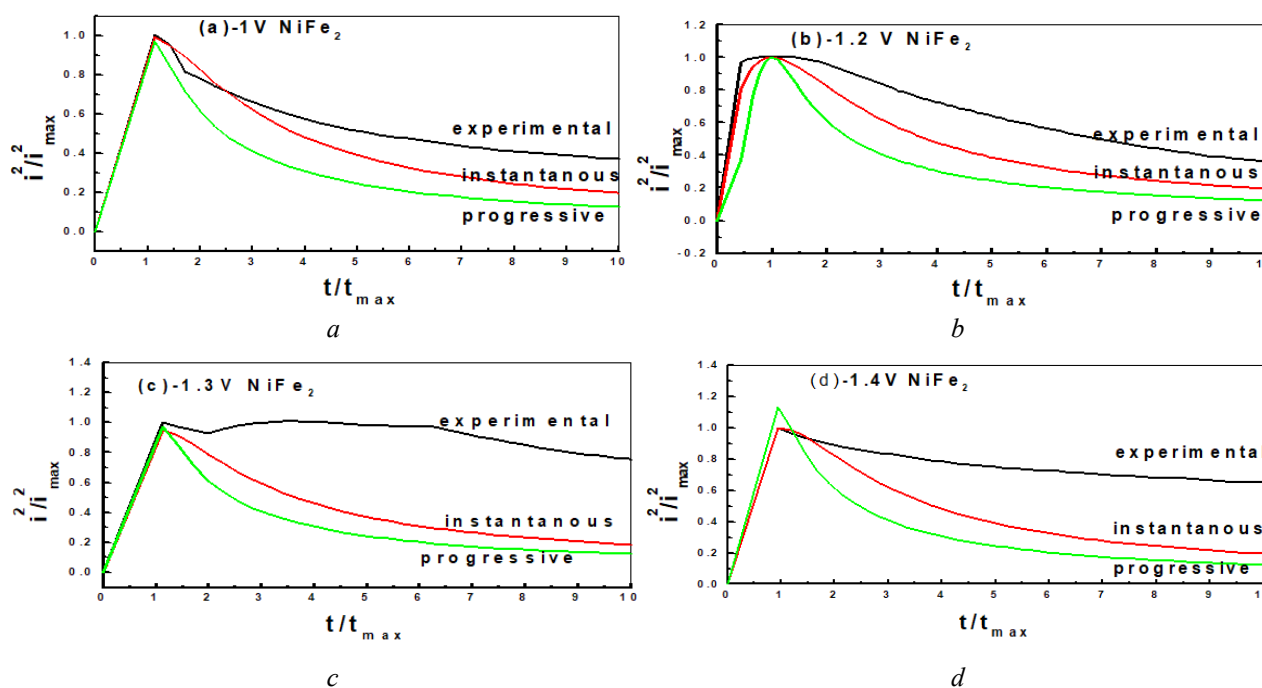 (a)-1V NiFe2
i2/i2max
1.0
0.8
0.6
0.4
0.2
0.0
experimental
instantanous
progressive
0 1 2 3 4 5 6 7 8 9 10
t/tmax
a
(b)-1.2 V NiFe2
i2/i2max
1.2
1.0
0.8
0.6
0.4
0.2
0.0
-0.2
experimental
instantanous
progressive
0 1 2 3 4 5 6 7 8 9
t/tmax
b
(c)-1.3V NiFe2
i2/i2max
1.4
1.2
1.0
0.8
0.6
0.4
0.2
0.0
experimental
instantanous
progressive
0 1 2 3 4 5 6 7 8 9 10
t/tmax
c
(d)-1.4V NiFe2
i2/i2max
1.4
1.2
1.0
0.8
0.6
0.4
0.2
0.0
experimental
instantanous
progressive
0 1 2 3 4 5 6 7 8 9
t/tmax
d